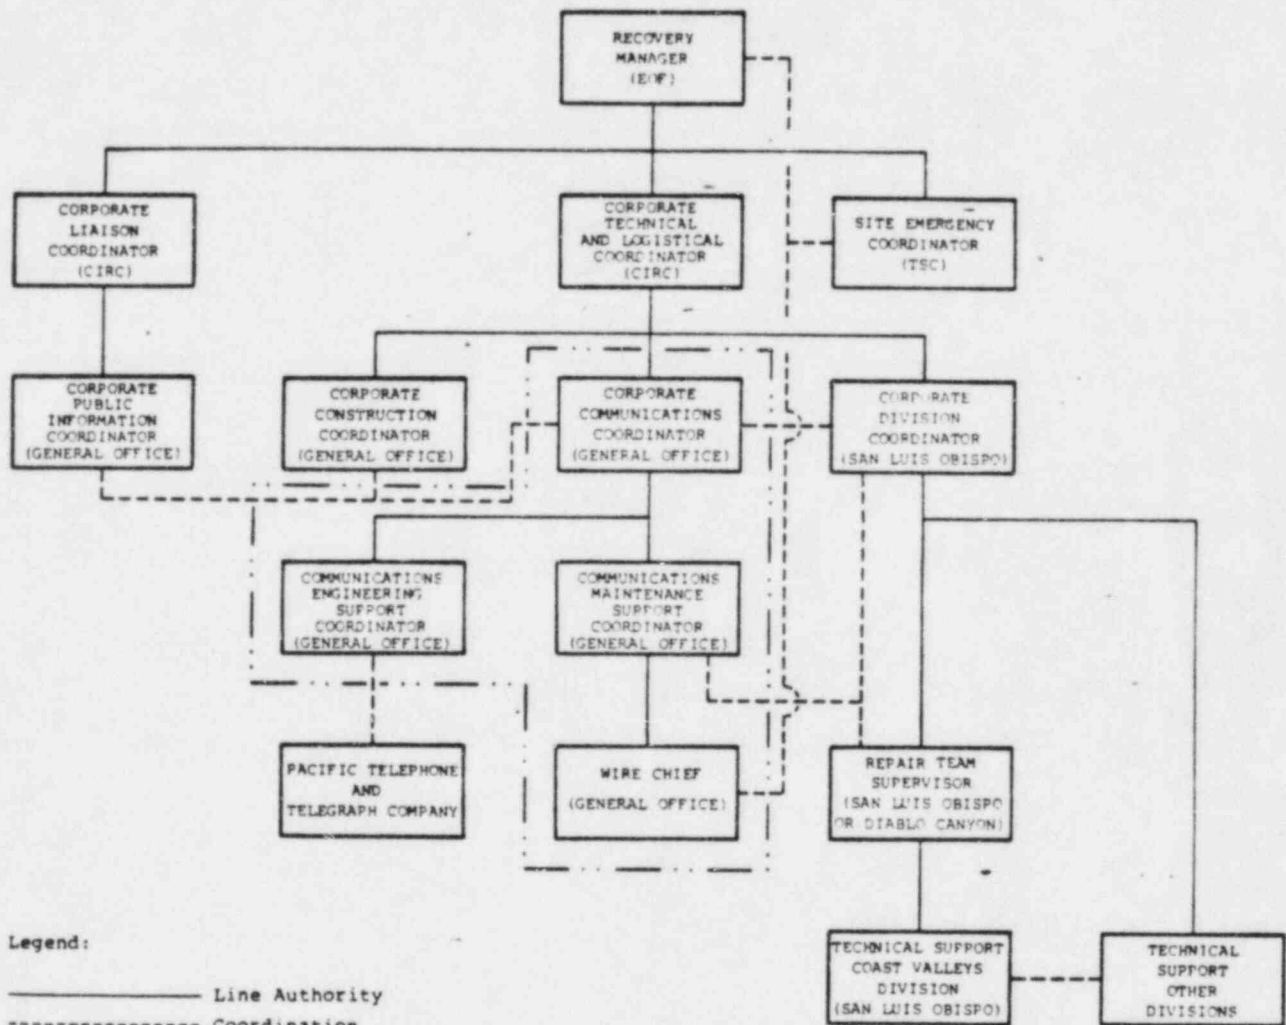 RECOVERY
MANAGER
(EOF)
CORPORATE
LIAISON
COORDINATOR
(CIRC)
CORPORATE
TECHNICAL
AND LOGISTICAL
COORDINATOR
(CIRC)
SITE EMERGENCY
COORDINATOR
(TSC)
CORPORATE
PUBLIC
INFORMATION
COORDINATOR
(GENERAL OFFICE)
CORPORATE
CONSTRUCTION
COORDINATOR
(GENERAL OFFICE)
CORPORATE
COMMUNICATIONS
COORDINATOR
(GENERAL OFFICE)
CORPORATE
DIVISION
COORDINATOR
(SAN LUIS OBISPO)
COMMUNICATIONS
ENGINEERING
SUPPORT
COORDINATOR
(GENERAL OFFICE)
COMMUNICATIONS
MAINTENANCE
SUPPORT
COORDINATOR
(GENERAL OFFICE)
PACIFIC TELEPHONE
AND
TELEGRAPH COMPANY
WIRE CHIEF
(GENERAL OFFICE)
REPAIR TEAM
SUPERVISOR
(SAN LUIS OBISPO
OR DIABLO CANYON)
TECHNICAL SUPPORT
COAST VALLEYS
DIVISION
(SAN LUIS OBISPO)
TECHNICAL
SUPPORT
OTHER
DIVISIONS
Legend:
Line Authority
Coordination